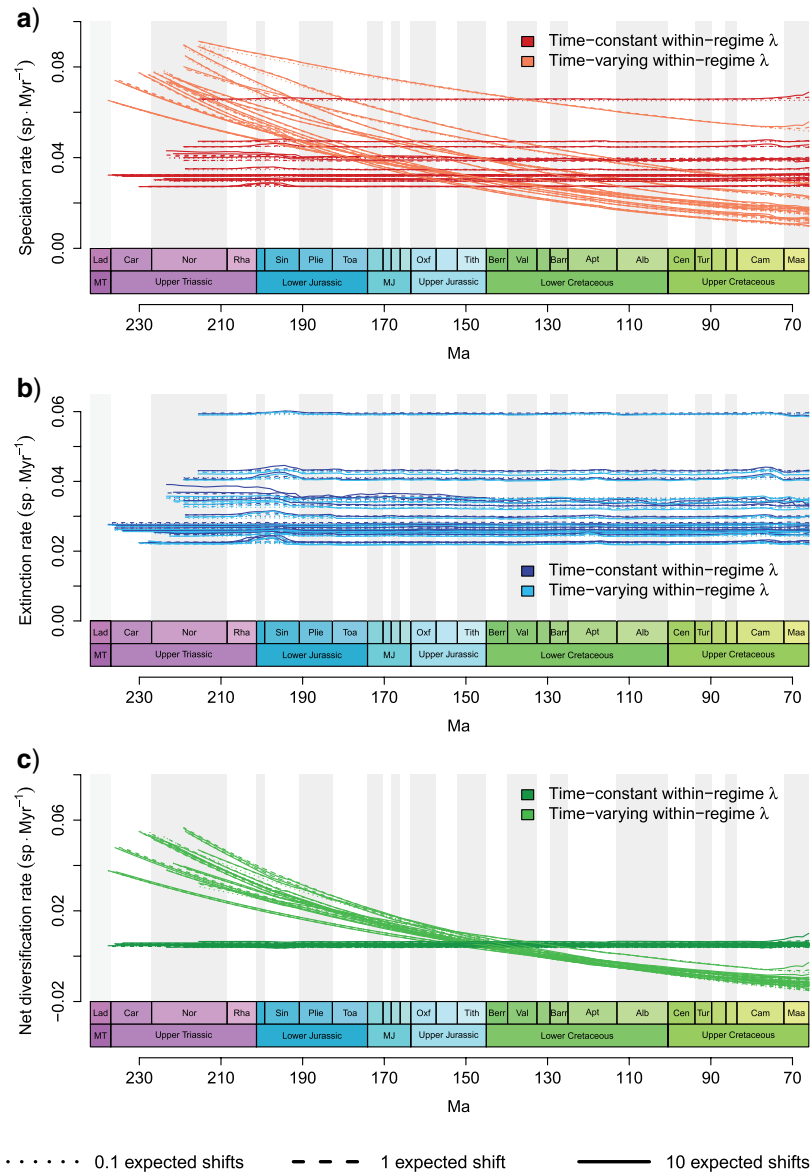 a)
Speciation rate (sp· Myr⁻¹)
0.00 0.04 0.08
Time−constant within−regime λ
Time−varying within−regime λ
Lad Car Nor Rha Sin Plie Toa Oxf Tith Berr Val Barr Apt Alb Cen Tur Cam Maa
MT Upper Triassic Lower Jurassic MJ Upper Jurassic Lower Cretaceous Upper Cretaceous
230 210 190 170 150 130 110 90 70
Ma
b)
Extinction rate (sp· Myr⁻¹)
0.00 0.02 0.04 0.06
Time−constant within−regime λ
Time−varying within−regime λ
Lad Car Nor Rha Sin Plie Toa Oxf Tith Berr Val Barr Apt Alb Cen Tur Cam Maa
MT Upper Triassic Lower Jurassic MJ Upper Jurassic Lower Cretaceous Upper Cretaceous
230 210 190 170 150 130 110 90 70
Ma
c)
Net diversification rate (sp· Myr⁻¹)
−0.02 0.02 0.06
Time−constant within−regime λ
Time−varying within−regime λ
Lad Car Nor Rha Sin Plie Toa Oxf Tith Berr Val Barr Apt Alb Cen Tur Cam Maa
MT Upper Triassic Lower Jurassic MJ Upper Jurassic Lower Cretaceous Upper Cretaceous
230 210 190 170 150 130 110 90 70
Ma
0.1 expected shifts 1 expected shift 10 expected shifts